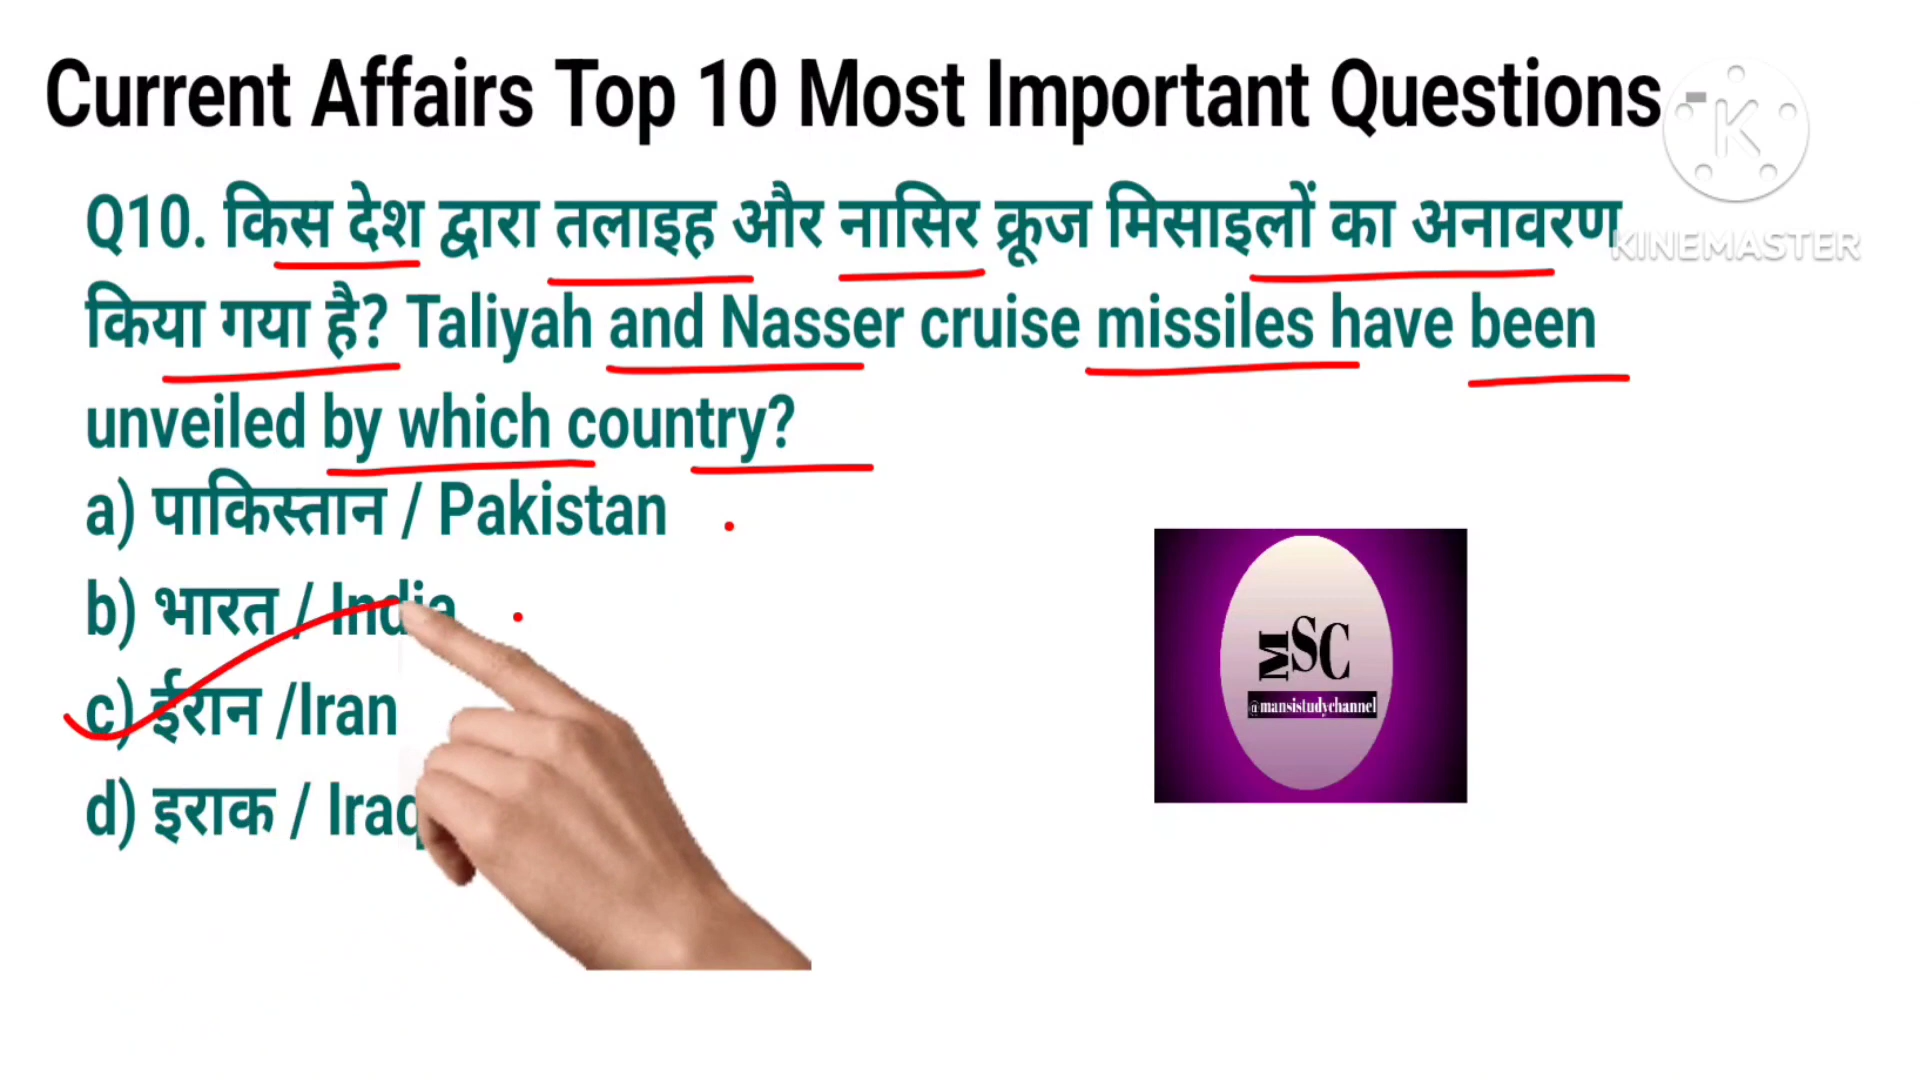 Current Affairs Top 10 Most Important Questions -
KINEMASTER
Q10. किस देश द्वारा तलाइह और नासिर क्रूज मिसाइलों का अनावरण
किया गया है? Taliyah and Nasser cruise missiles have been
unveiled by which country?
a) पाकिस्तान / Pakistan
b) भारत / India
c) ईरान /Iran
d) इराक / Iraq
MSC
@mansistudychannel